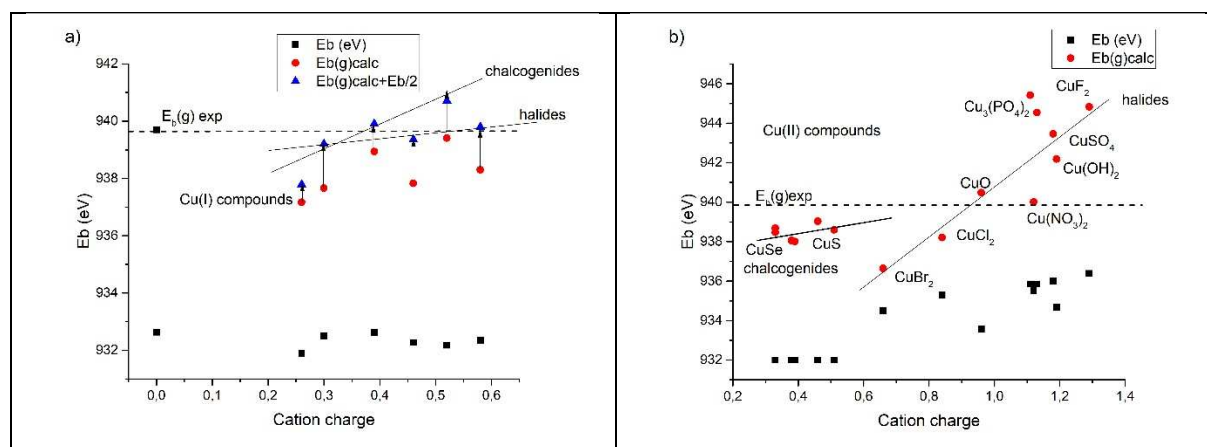 a)
Eb (eV)
Eb(g)calc
Eb(g)calc+Eb/2
chalcogenides
halides
E_b(g) exp
Cu(I) compounds
942
940
938
936
934
932
Eb (eV)
0,0 0,1 0,2 0,3 0,4 0,5 0,6
Cation charge
b)
Eb (eV)
Eb(g)calc
946
944
942
940
938
936
934
932
Eb (eV)
Cu(II) compounds
E_b(g)exp
Cu₃(PO₄)₂
CuF₂
halides
CuSO₄
Cu(OH)₂
CuO
Cu(NO₃)₂
CuS
CuSe
chalcogenides
CuCl₂
CuBr₂
0,2 0,4 0,6 0,8 1,0 1,2 1,4
Cation charge